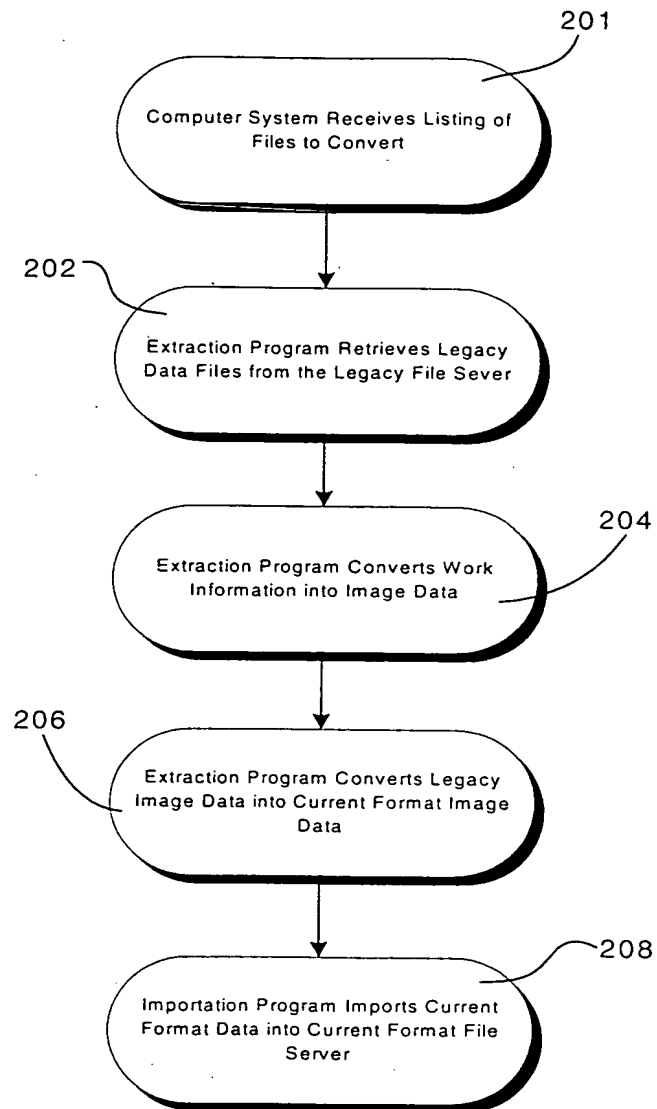 201
Computer System Receives Listing of
Files to Convert
202
Extraction Program Retrieves Legacy
Data Files from the Legacy File Sever
204
Extraction Program Converts Work
Information into Image Data
206
Extraction Program Converts Legacy
Image Data into Current Format Image
Data
208
Importation Program Imports Current
Format Data into Current Format File
Server